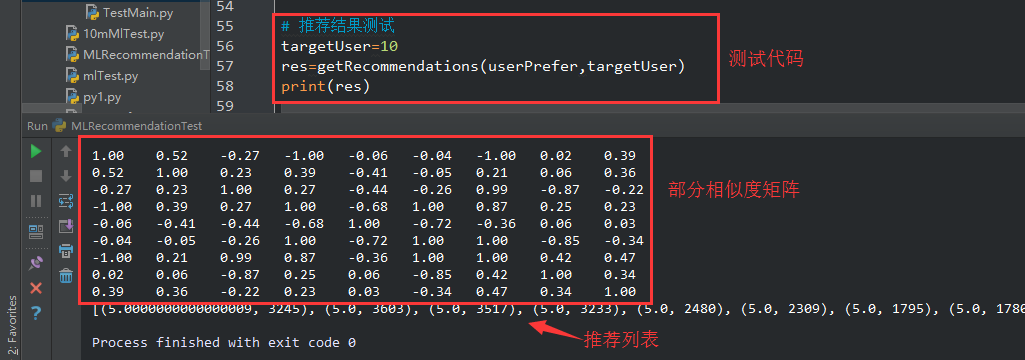 TestMain.py
10mMlTest.py
MLRecommendationT
mlTest.py
py1.py
54
55 # 推荐结果测试
56 targetUser=10
57 res=getRecommendations(userPrefer,targetUser)
58 print(res)
59
测试代码
Run MLRecommendationTest
1.00 0.52 -0.27 -1.00 -0.06 -0.04 -1.00 0.02 0.39
0.52 1.00 0.23 0.39 -0.41 -0.05 0.21 0.06 0.36
-0.27 0.23 1.00 0.27 -0.44 -0.26 0.99 -0.87 -0.22
-1.00 0.39 0.27 1.00 -0.68 1.00 0.87 0.25 0.23
-0.06 -0.41 -0.44 -0.68 1.00 -0.72 -0.36 0.06 0.03
-0.04 -0.05 -0.26 1.00 -0.72 1.00 1.00 -0.85 -0.34
-1.00 0.21 0.99 0.87 -0.36 1.00 1.00 0.42 0.47
0.02 0.06 -0.87 0.25 0.06 -0.85 0.42 1.00 0.34
0.39 0.36 -0.22 0.23 0.03 -0.34 0.47 0.34 1.00
部分相似度矩阵
[(5.0000000000000009, 3245), (5.0, 3603), (5.0, 3517), (5.0, 3233), (5.0, 2480), (5.0, 2309), (5.0, 1795), (5.0, 1780
推荐列表
Process finished with exit code 0
2: Favorites